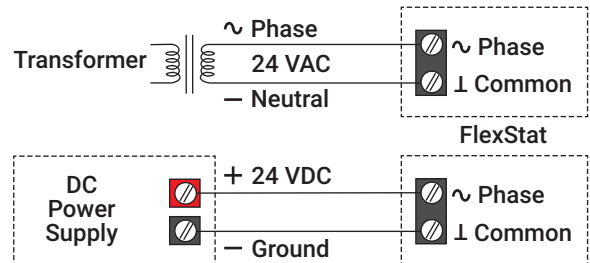 ∿ Phase
Transformer
24 VAC
− Neutral
∿ Phase
⊥ Common
FlexStat
DC
Power
Supply
+ 24 VDC
− Ground
∿ Phase
⊥ Common